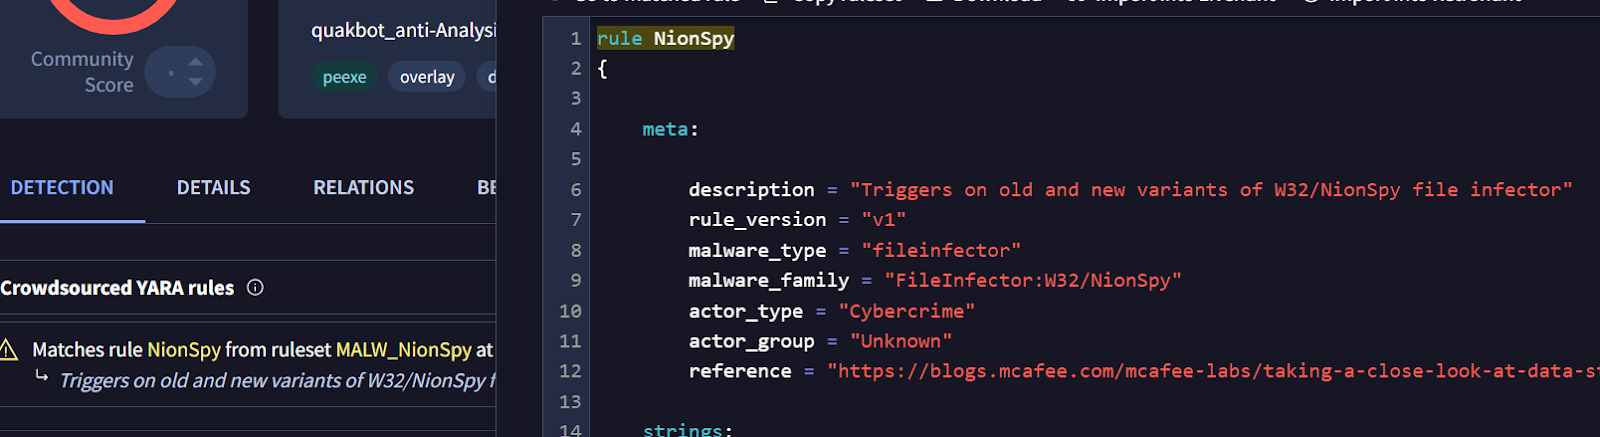 Community
Score
quakbot_anti-Analysi
peexe overlay d
DETECTION DETAILS RELATIONS BE
Crowdsourced YARA rules
Matches rule NionSpy from ruleset MALW_NionSpy at
Triggers on old and new variants of W32/NionSpy f
1 rule NionSpy
2 {
3
4 meta:
5
6 description = "Triggers on old and new variants of W32/NionSpy file infector"
7 rule_version = "v1"
8 malware_type = "fileinfector"
9 malware_family = "FileInfector:W32/NionSpy"
10 actor_type = "Cybercrime"
11 actor_group = "Unknown"
12 reference = "https://blogs.mcafee.com/mcafee-labs/taking-a-close-look-at-data-s
13
14 strings: